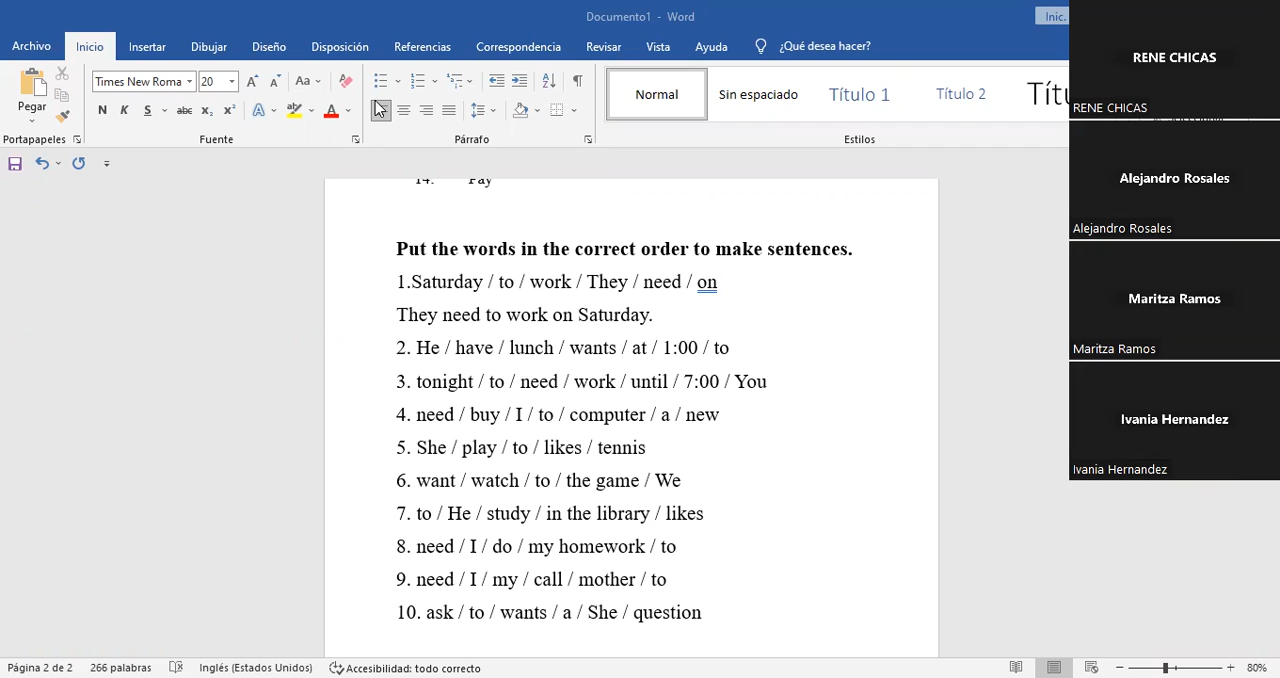 Documento1 - Word
Inic.
Archivo Inicio Insertar Dibujar Diseño Disposición Referencias Correspondencia Revisar Vista Ayuda ¿Qué desea hacer?
Pegar
Times New Roma 20
Aa
N K S abc x₂ x²
A A
Normal
Sin espaciado
Título 1
Título 2
Portapapeles Fuente Párrafo Estilos
14. Pay
Put the words in the correct order to make sentences.
1.Saturday / to / work / They / need / on
They need to work on Saturday.
2. He / have / lunch / wants / at / 1:00 / to
3. tonight / to / need / work / until / 7:00 / You
4. need / buy / I / to / computer / a / new
5. She / play / to / likes / tennis
6. want / watch / to / the game / We
7. to / He / study / in the library / likes
8. need / I / do / my homework / to
9. need / I / my / call / mother / to
10. ask / to / wants / a / She / question
RENE CHICAS
RENE CHICAS
Alejandro Rosales
Alejandro Rosales
Maritza Ramos
Maritza Ramos
Ivania Hernandez
Ivania Hernandez
Página 2 de 2 266 palabras Inglés (Estados Unidos) Accesibilidad: todo correcto 80%